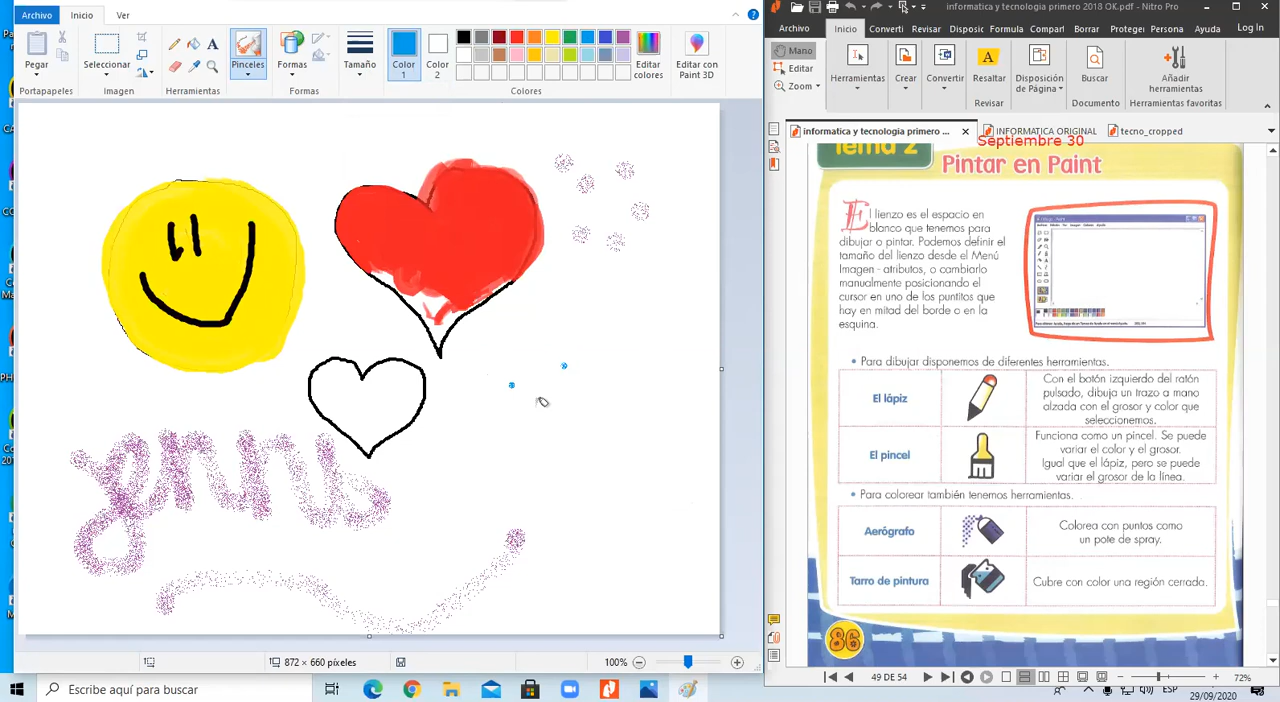 Archivo Inicio Ver
Pegar
Seleccionar
Pinceles
Formas
Tamaño
Color 1
Color 2
Editar colores
Editar con Paint 3D
Portapapeles
Imagen
Herramientas
Formas
Colores
100%
872 × 660 píxeles
Escribe aquí para buscar
informatica y tecnologia primero 2018 OK.pdf - Nitro Pro
Archivo Inicio Converti Revisar Disposic Formula Compart Borrar Protege Persona Ayuda Log In
Mano
Editar
Zoom
Herramientas
Crear
Convertir
Resaltar
Disposición de Página
Buscar
Añadir herramientas
Revisar
Documento
Herramientas favoritas
informatica y tecnologia primero ... INFORMATICA ORIGINAL tecno_cropped
Tema 2
Septiembre 30
Pintar en Paint
El lienzo es el espacio en
blanco que tenemos para
dibujar o pintar. Podemos definir el
tamaño del lienzo desde el Menú
Imagen - atributos, o cambiarlo
manualmente posicionando el
cursor en uno de los puntitos que
hay en mitad del borde o en la
esquina.
• Para dibujar disponemos de diferentes herramientas.
El lápiz
Con el botón izquierdo del ratón
pulsado, dibuja un trazo a mano
alzada con el grosor y color que
seleccionemos.
El pincel
Funciona como un pincel. Se puede
variar el color y el grosor.
Igual que el lápiz, pero se puede
variar el grosor de la línea.
• Para colorear también tenemos herramientas.
Aerógrafo
Colorea con puntos como
un pote de spray.
Tarro de pintura
Cubre con color una región cerrada.
86
49 DE 54
72%
ESP
29/09/2020